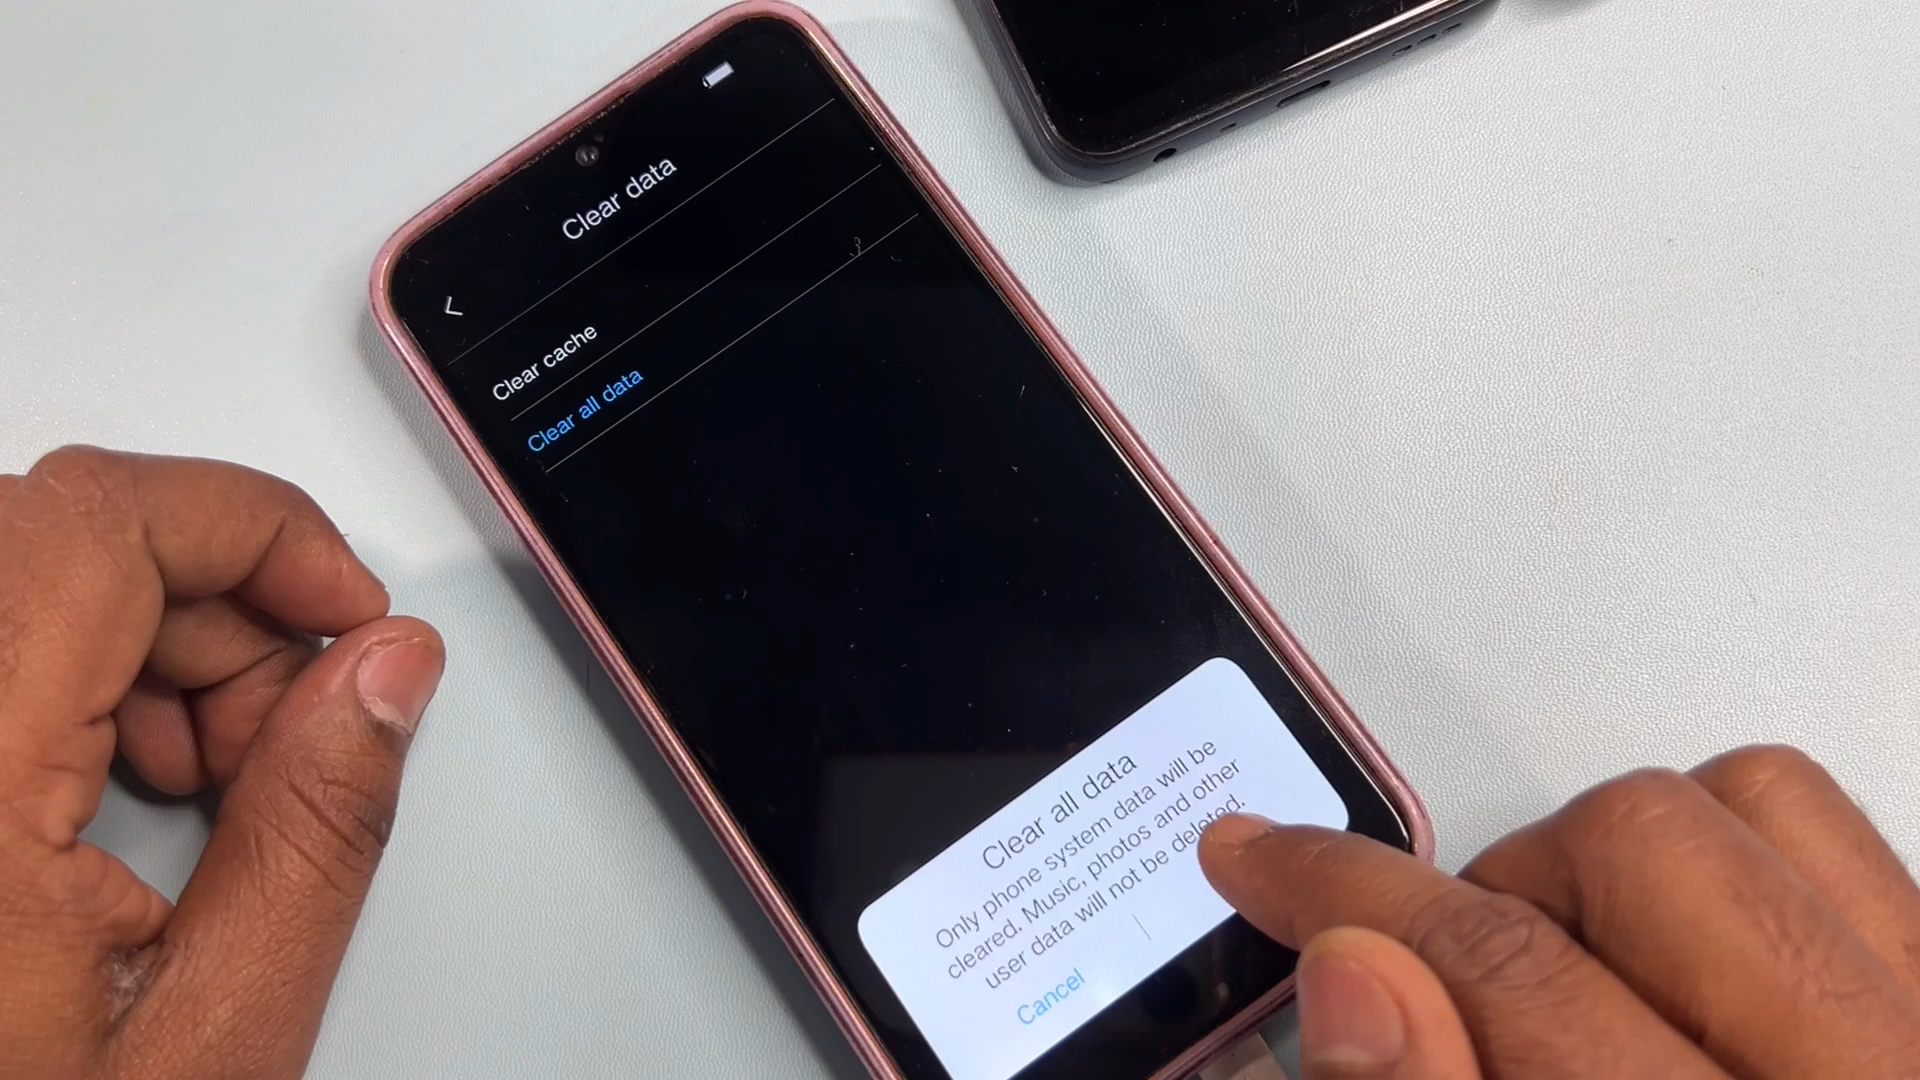 Clear data
Clear cache
Clear all data
Clear all data
Only phone system data will be
cleared. Music, photos and other
user data will not be deleted.
Cancel